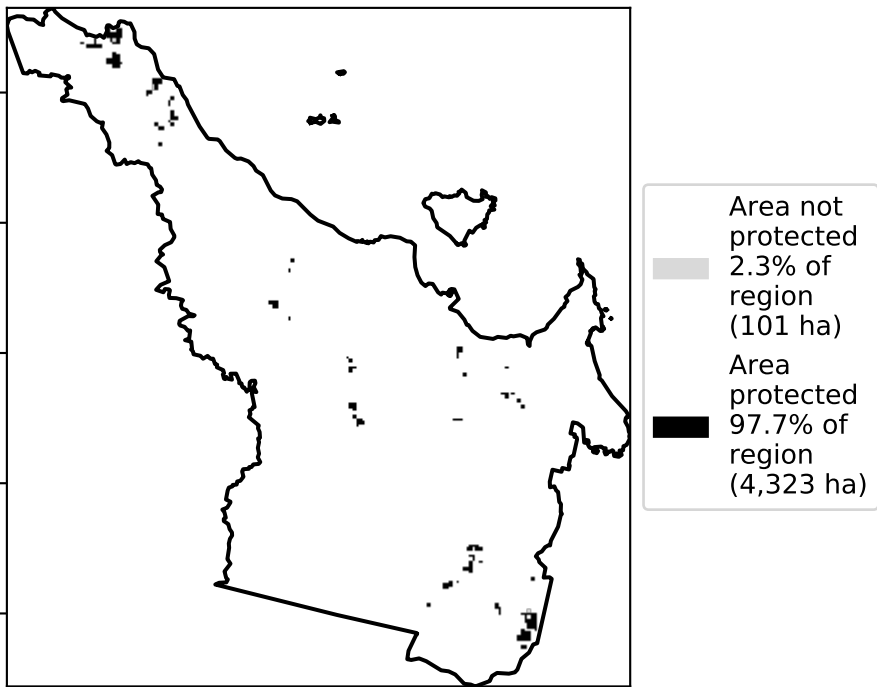 Area not
protected
2.3% of
region
(101 ha)
Area
protected
97.7% of
region
(4,323 ha)